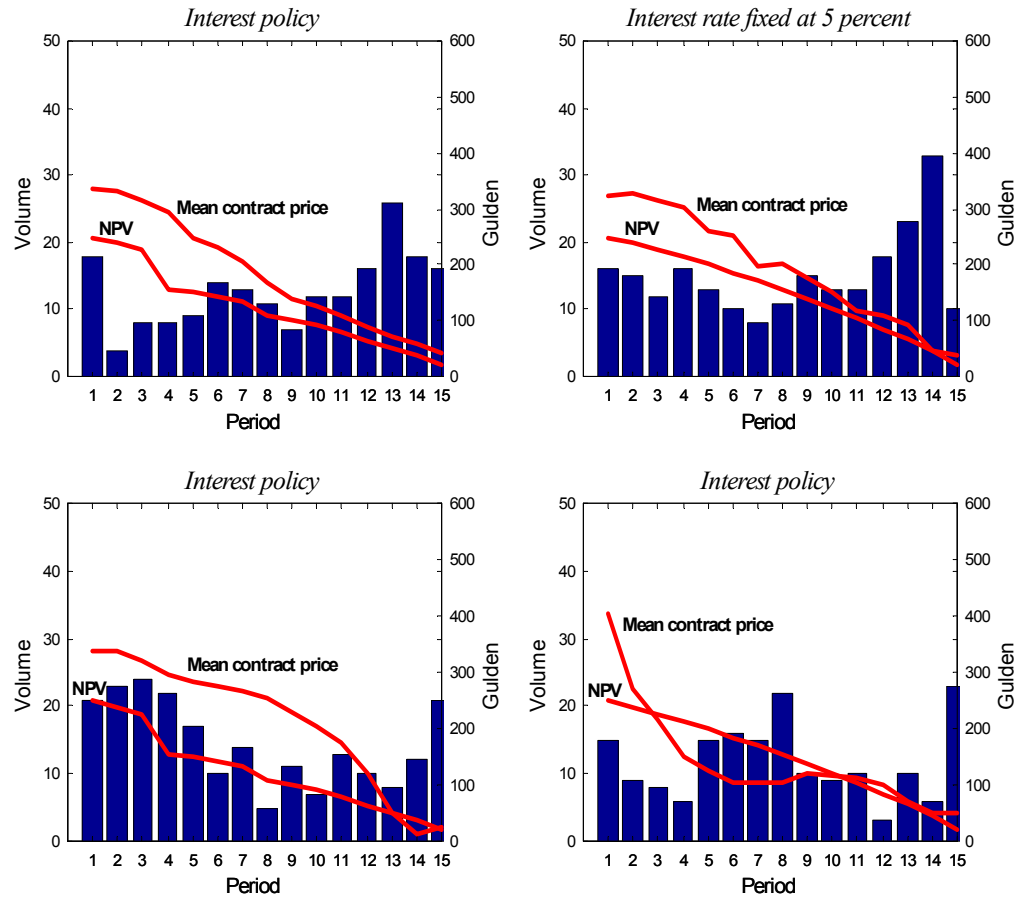 Interest policy
Interest rate fixed at 5 percent
50 600
40 500
30 400
20 300
10 200
0 100
0
Volume
Gulden
Mean contract price
NPV
1 2 3 4 5 6 7 8 9 10 11 12 13 14 15
Period
50 600
40 500
30 400
20 300
10 200
0 100
0
Volume
Gulden
Mean contract price
NPV
1 2 3 4 5 6 7 8 9 10 11 12 13 14 15
Period
Interest policy
Interest policy
50 600
40 500
30 400
20 300
10 200
0 100
0
Volume
Gulden
Mean contract price
NPV
1 2 3 4 5 6 7 8 9 10 11 12 13 14 15
Period
50 600
40 500
30 400
20 300
10 200
0 100
0
Volume
Gulden
Mean contract price
NPV
1 2 3 4 5 6 7 8 9 10 11 12 13 14 15
Period